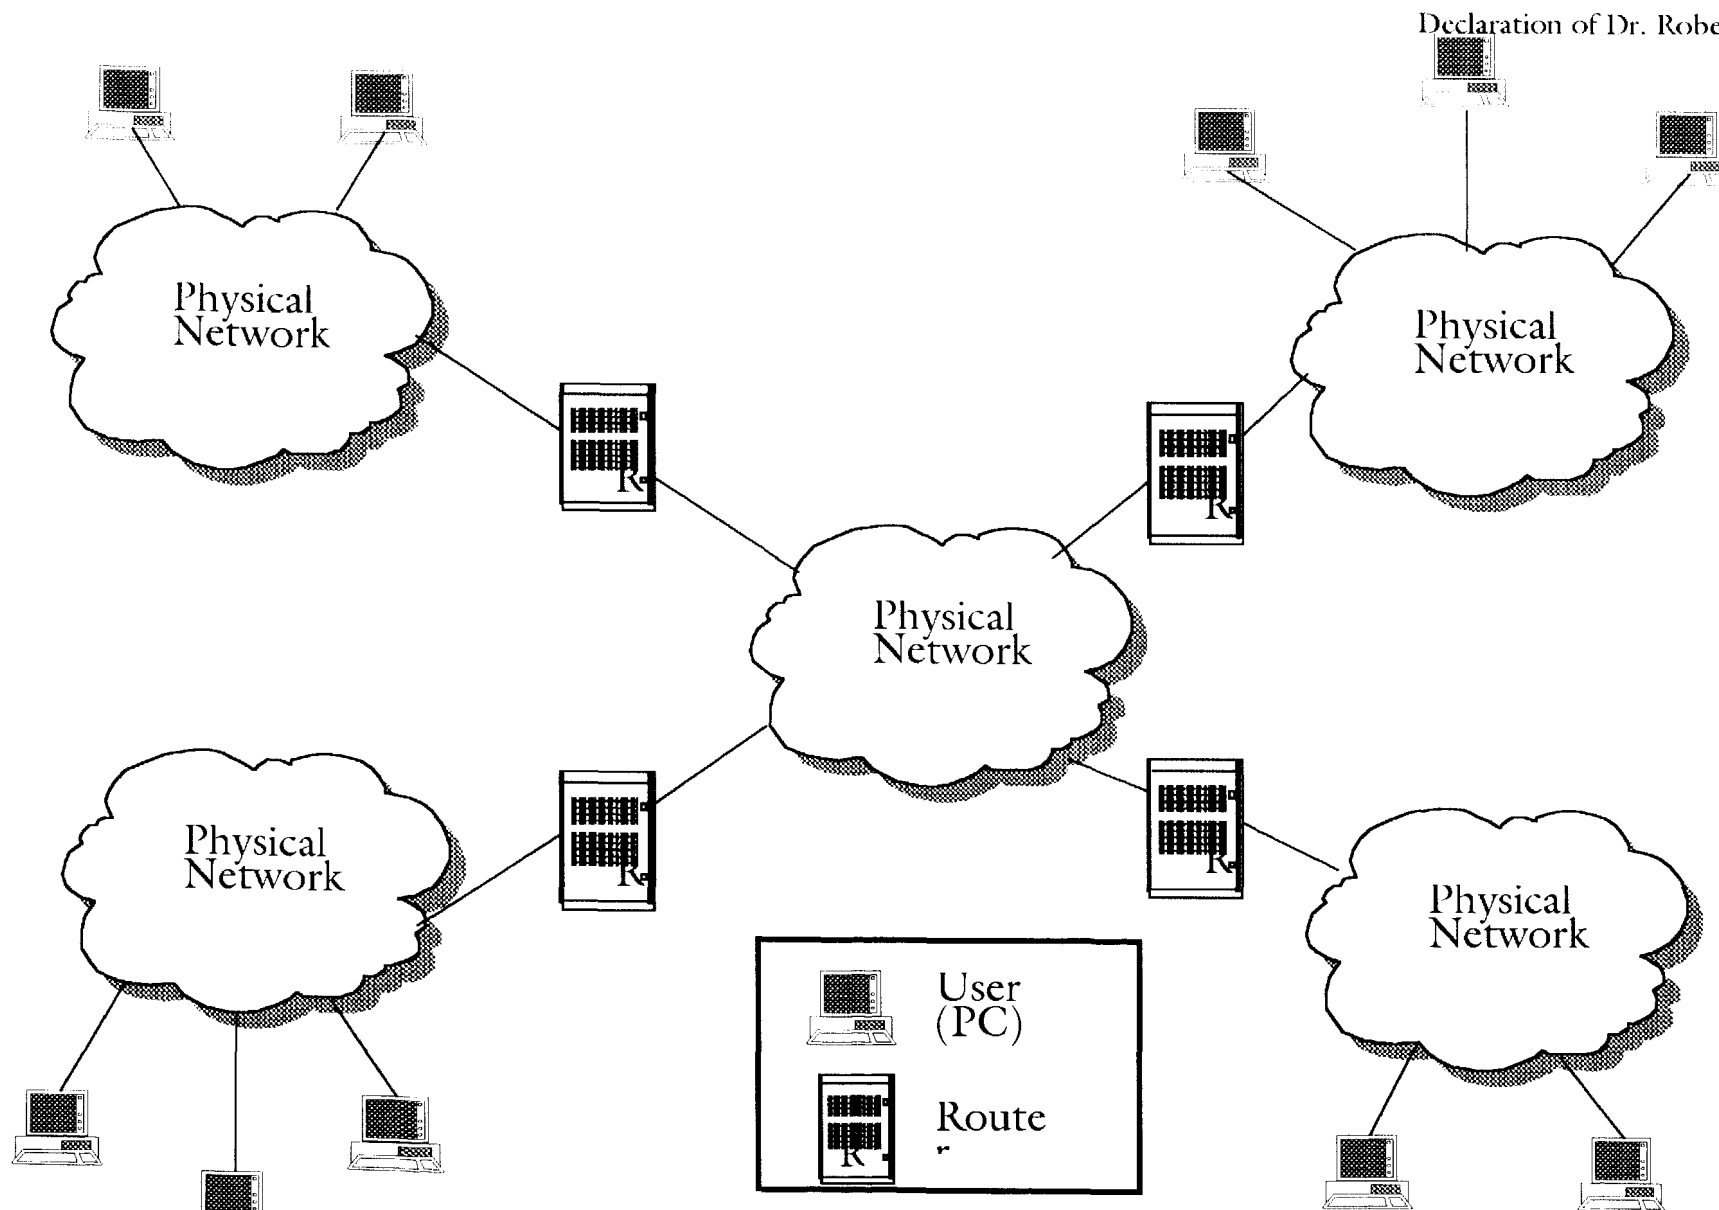 Declaration of Dr. Robe
Physical
Network
Physical
Network
R
R
Physical
Network
R
R
Physical
Network
Physical
Network
User
(PC)
R
Route
r